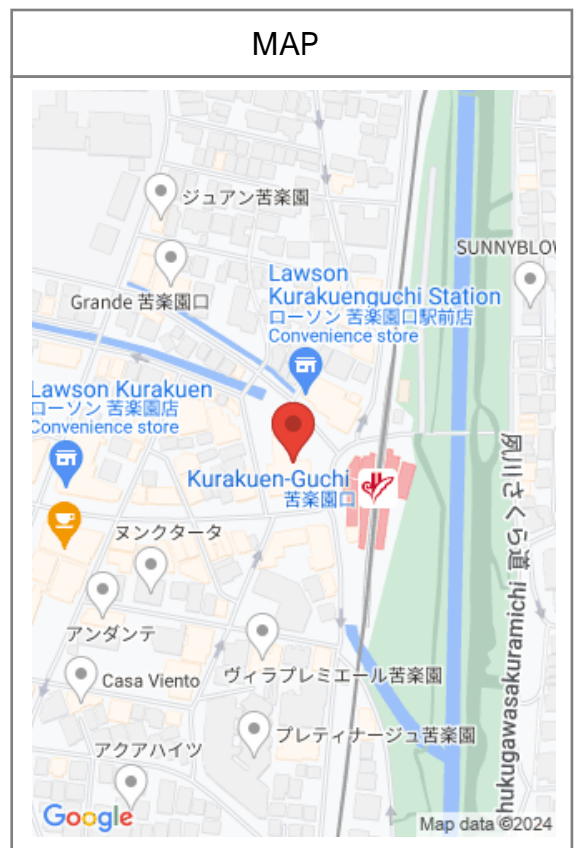 MAP
ジュアン苦楽園
SUNNYBLOW
Grande 苦楽園口
Lawson
Kurakuenguchi Station
ローソン 苦楽園口駅前店
Convenience store
Lawson Kurakuen
ローソン 苦楽園店
Convenience store
Kurakuen-Guchi
苦楽園口
夙川さくら道
hukugawasakuramichi
ヌンクタータ
アンダンテ
Casa Viento
ヴィラプレミエール苦楽園
プレティナージュ苦楽園
アクアハイツ
Google
Map data ©2024